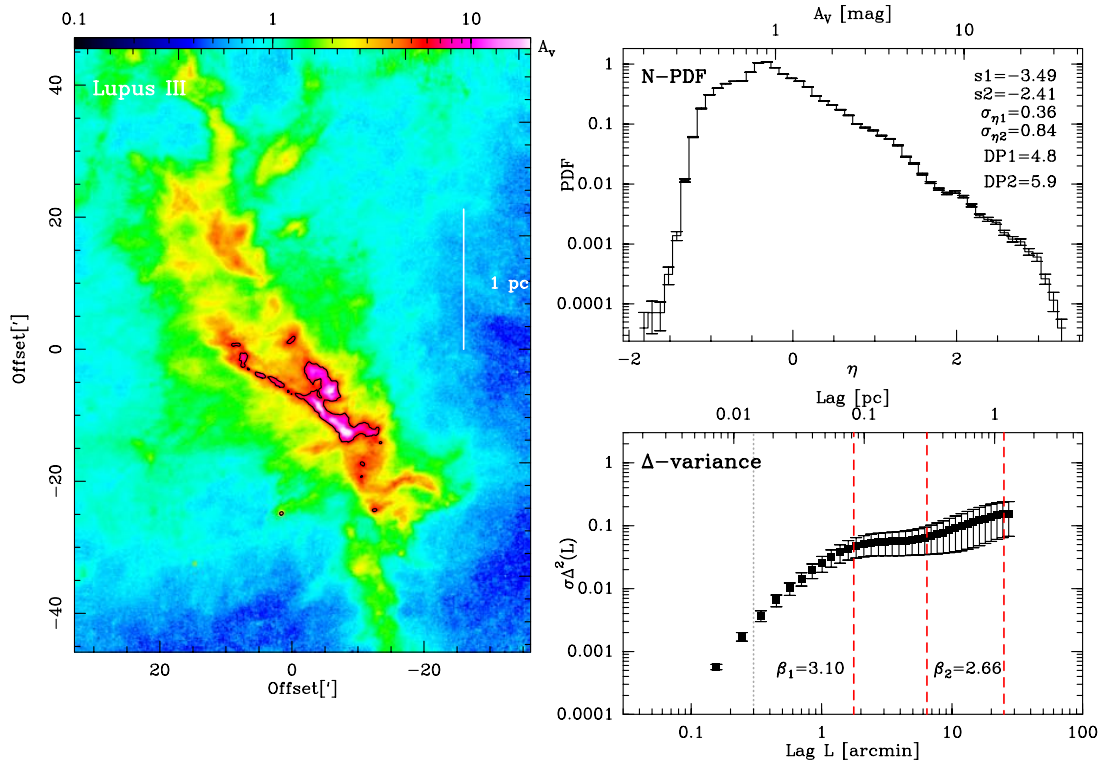 0.1 1 10
A_v
Lupus III
1 pc
40
20
0
−20
−40
20 0 −20
Offset[']
Offset[‘]
A_V [mag]
1 10
N−PDF
s1=−3.49
s2=−2.41
σ_η1=0.36
σ_η2=0.84
DP1=4.8
DP2=5.9
PDF
1
0.1
0.01
0.001
0.0001
−2 0 2
η
Lag [pc]
0.01 0.1 1
Δ−variance
σΔ²(L)
1
0.1
0.01
0.001
0.0001
β₁=3.10 β₂=2.66
0.1 1 10 100
Lag L [arcmin]